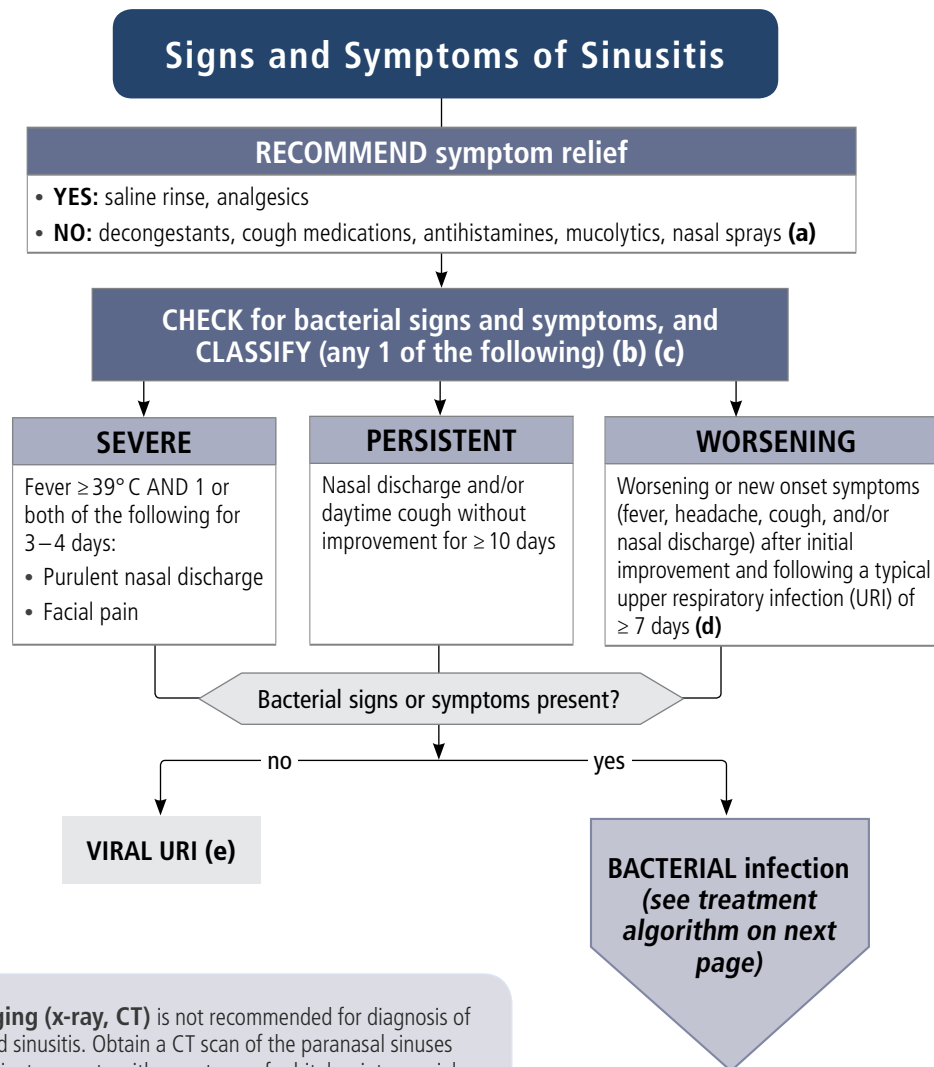 Signs and Symptoms of Sinusitis
RECOMMEND symptom relief
• YES: saline rinse, analgesics
• NO: decongestants, cough medications, antihistamines, mucolytics, nasal sprays (a)
CHECK for bacterial signs and symptoms, and
CLASSIFY (any 1 of the following) (b) (c)
SEVERE
Fever ≥ 39° C AND 1 or
both of the following for
3–4 days:
• Purulent nasal discharge
• Facial pain
PERSISTENT
Nasal discharge and/or
daytime cough without
improvement for ≥ 10 days
WORSENING
Worsening or new onset symptoms
(fever, headache, cough, and/or
nasal discharge) after initial
improvement and following a typical
upper respiratory infection (URI) of
≥ 7 days (d)
Bacterial signs or symptoms present?
no
yes
VIRAL URI (e)
BACTERIAL infection
(see treatment
algorithm on next
page)
(x-ray, CT) is not recommended for diagnosis of
sinusitis. Obtain a CT scan of the paranasal sinuses